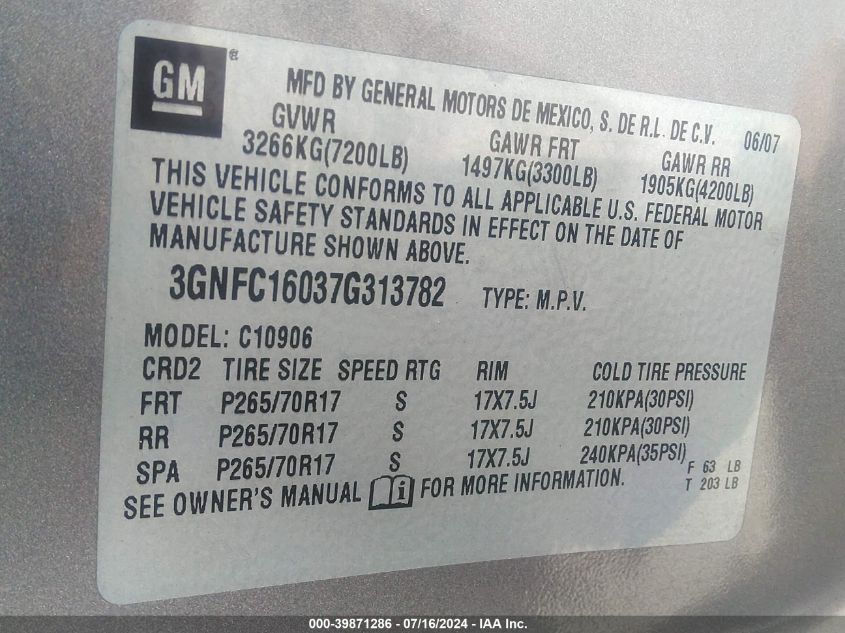 GM®
MFD BY GENERAL MOTORS DE MEXICO, S. DE R.L. DE C.V. 06/07
GVWR GAWR FRT GAWR RR
3266KG(7200LB) 1497KG(3300LB) 1905KG(4200LB)
THIS VEHICLE CONFORMS TO ALL APPLICABLE U.S. FEDERAL MOTOR
VEHICLE SAFETY STANDARDS IN EFFECT ON THE DATE OF
MANUFACTURE SHOWN ABOVE.
3GNFC16037G313782 TYPE: M.P.V.
MODEL: C10906
CRD2 TIRE SIZE SPEED RTG RIM COLD TIRE PRESSURE
FRT P265/70R17 S 17X7.5J 210KPA(30PSI)
RR P265/70R17 S 17X7.5J 210KPA(30PSI)
SPA P265/70R17 S 17X7.5J 240KPA(35PSI)
F 63 LB
T 203 LB
SEE OWNER'S MANUAL i FOR MORE INFORMATION.
000-39871286 - 07/16/2024 - IAA Inc.